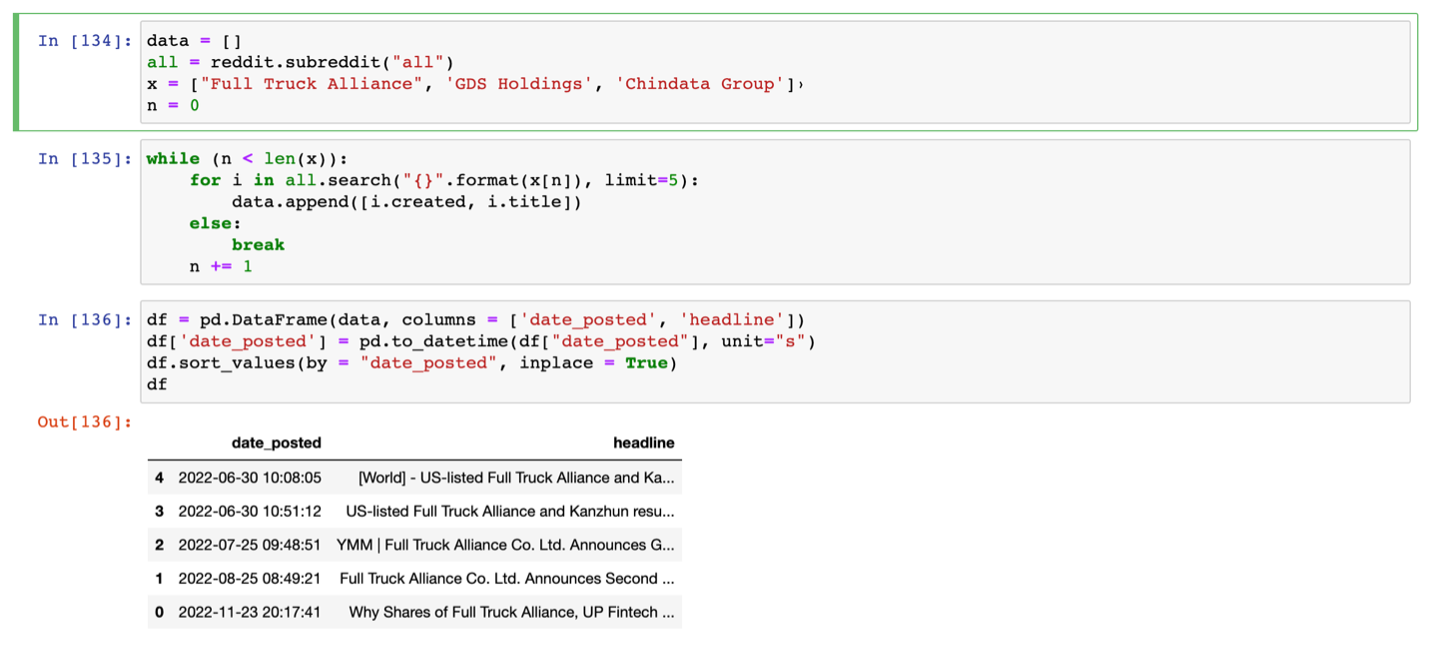 In [134]: data = []
all = reddit.subreddit("all")
x = ["Full Truck Alliance", 'GDS Holdings', 'Chindata Group']
n = 0
In [135]: while (n < len(x)):
    for i in all.search("{}".format(x[n]), limit=5):
        data.append([i.created, i.title])
    else:
        break
    n += 1
In [136]: df = pd.DataFrame(data, columns = ['date_posted', 'headline'])
df['date_posted'] = pd.to_datetime(df["date_posted"], unit="s")
df.sort_values(by = "date_posted", inplace = True)
df
Out[136]:
date_posted headline
4 2022-06-30 10:08:05 [World] - US-listed Full Truck Alliance and Ka...
3 2022-06-30 10:51:12 US-listed Full Truck Alliance and Kanzhun resu...
2 2022-07-25 09:48:51 YMM | Full Truck Alliance Co. Ltd. Announces G...
1 2022-08-25 08:49:21 Full Truck Alliance Co. Ltd. Announces Second ...
0 2022-11-23 20:17:41 Why Shares of Full Truck Alliance, UP Fintech ...